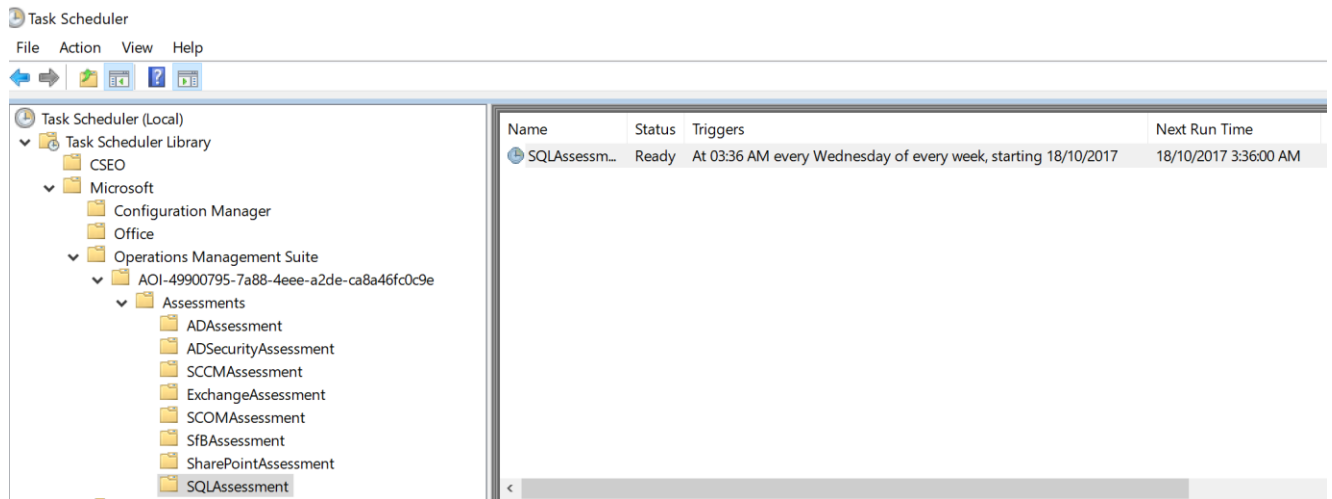 Task Scheduler
File Action View Help
Task Scheduler (Local)
Task Scheduler Library
CSEO
Microsoft
Configuration Manager
Office
Operations Management Suite
AOI-49900795-7a88-4eee-a2de-ca8a46fc0c9e
Assessments
ADAssessment
ADSecurityAssessment
SCCMAssessment
ExchangeAssessment
SCOMAssessment
SfBAssessment
SharePointAssessment
SQLAssessment
Name Status Triggers Next Run Time
SQLAssessm... Ready At 03:36 AM every Wednesday of every week, starting 18/10/2017 18/10/2017 3:36:00 AM